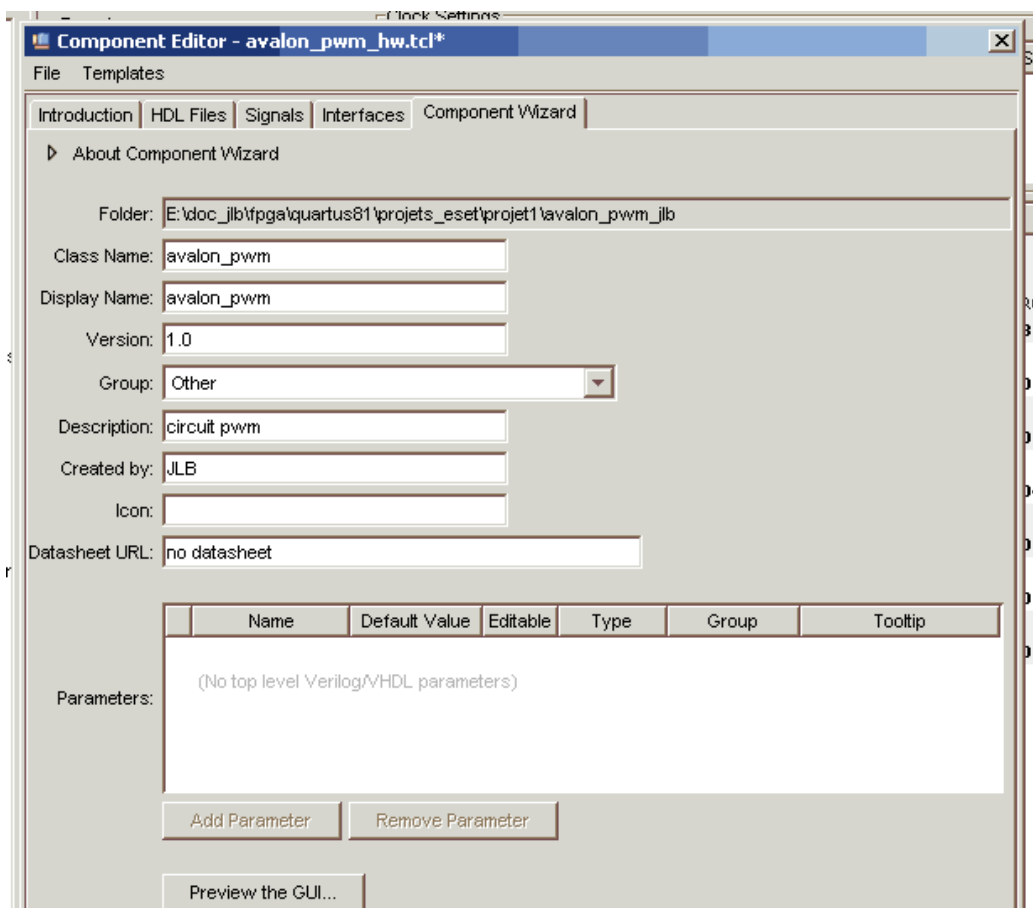 Clock Settings
Component Editor - avalon_pwm_hw.tcl*
File Templates
Introduction HDL Files Signals Interfaces Component Wizard
About Component Wizard
Folder: E:\doc_jlb\fpga\quartus81\projets_eset\projet1\avalon_pwm_jlb
Class Name: avalon_pwm
Display Name: avalon_pwm
Version: 1.0
Group: Other
Description: circuit pwm
Created by: JLB
Icon:
Datasheet URL: no datasheet
Name Default Value Editable Type Group Tooltip
(No top level Verilog/VHDL parameters)
Parameters:
Add Parameter Remove Parameter
Preview the GUI...